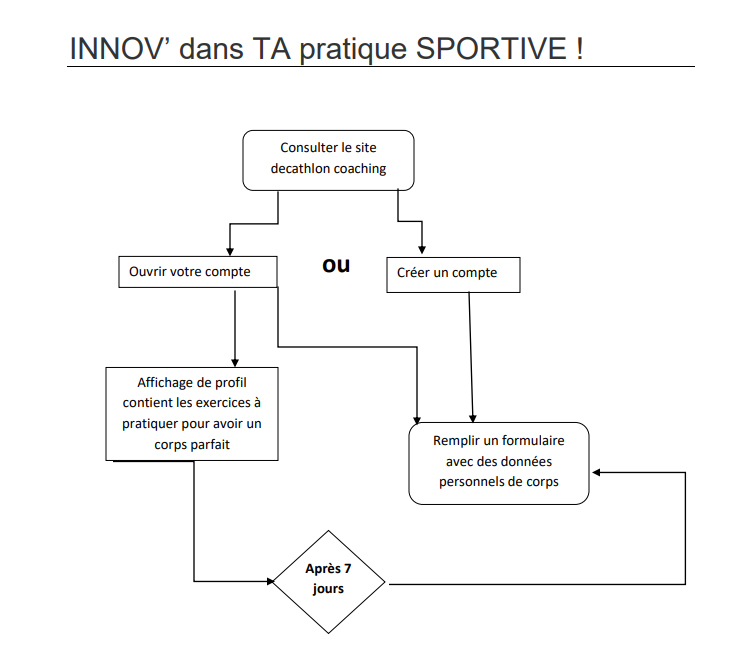 INNOV’ dans TA pratique SPORTIVE !
Consulter le site
decathlon coaching
Ouvrir votre compte
ou
Créer un compte
Affichage de profil
contient les exercices à
pratiquer pour avoir un
corps parfait
Remplir un formulaire
avec des données
personnels de corps
Après 7
jours